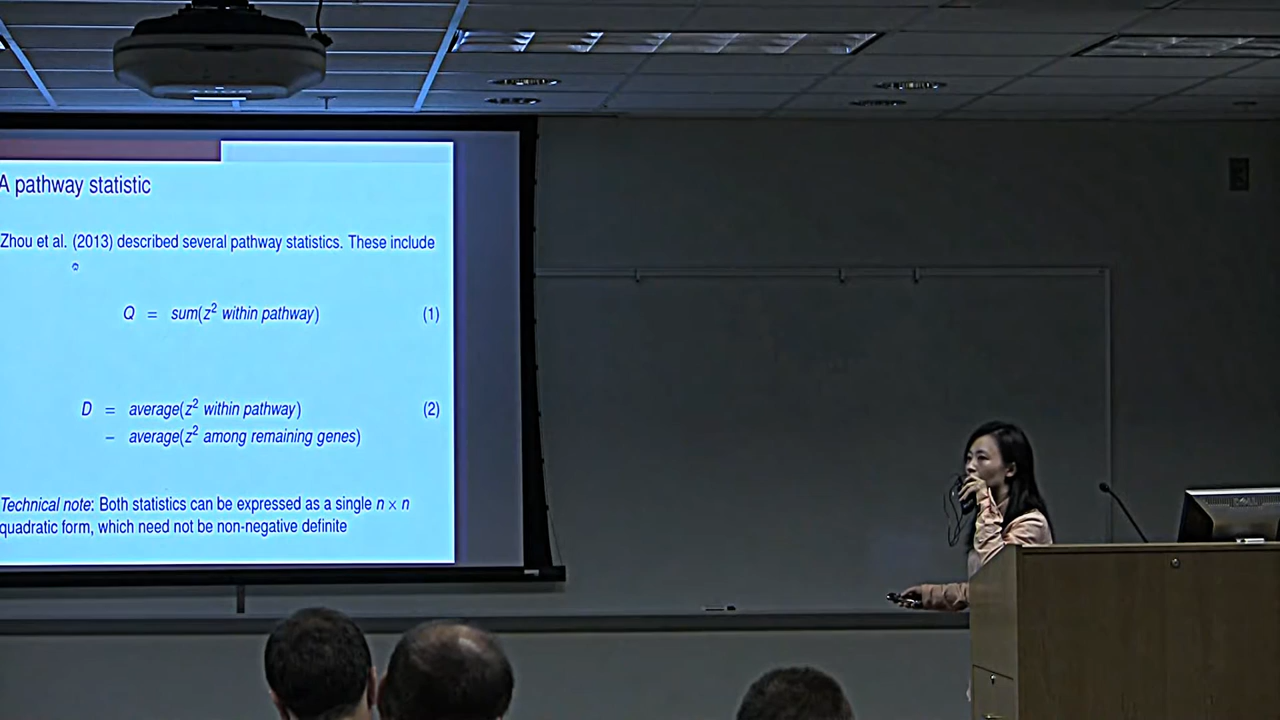 A pathway statistic
Zhou et al. (2013) described several pathway statistics. These include
Q = sum(z² within pathway) (1)
D = average(z² within pathway) (2)
− average(z² among remaining genes)
Technical note: Both statistics can be expressed as a single n × n
quadratic form, which need not be non-negative definite